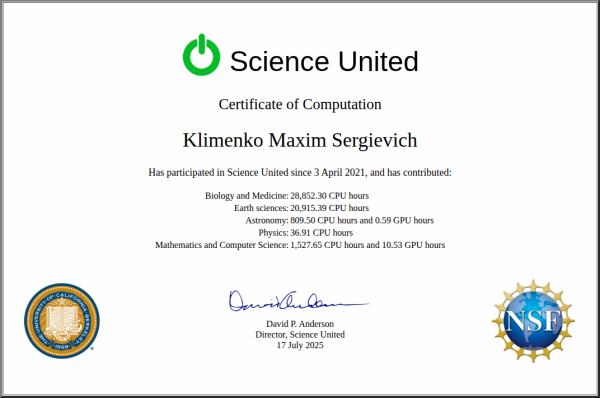 Science United
Certificate of Computation
Klimenko Maxim Sergievich
Has participated in Science United since 3 April 2021, and has contributed:
Biology and Medicine: 28,852.30 CPU hours
Earth sciences: 20,915.39 CPU hours
Astronomy: 809.50 CPU hours and 0.59 GPU hours
Physics: 36.91 CPU hours
Mathematics and Computer Science: 1,527.65 CPU hours and 10.53 GPU hours
THE UNIVERSITY OF CALIFORNIA BERKELEY
1868
David P. Anderson
David P. Anderson
Director, Science United
17 July 2025
NSF